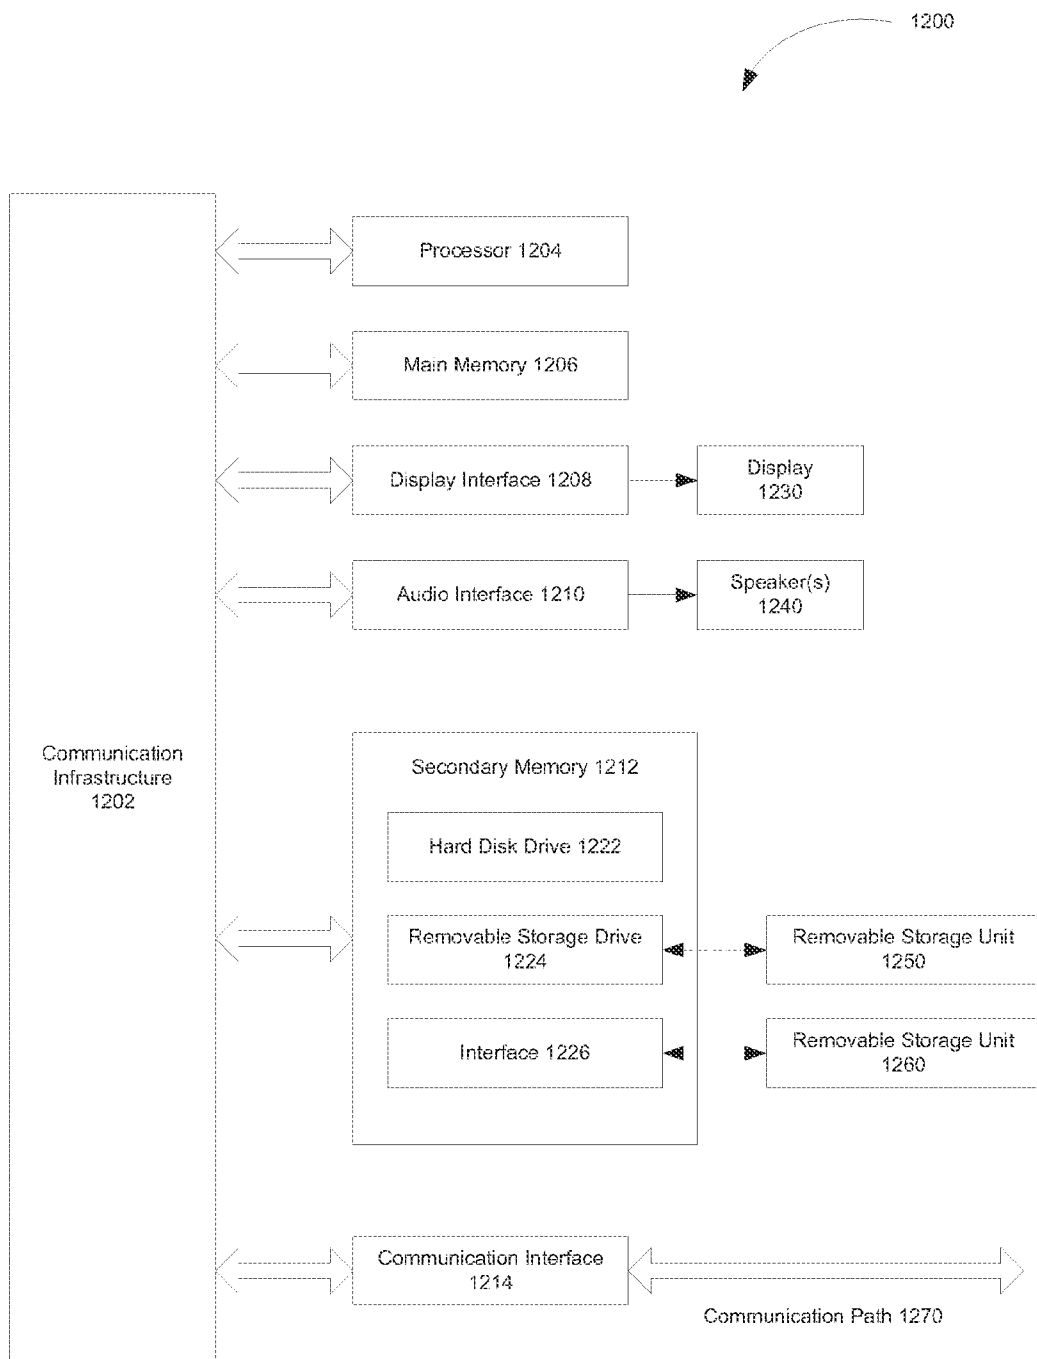 1200
Processor 1204
Main Memory 1206
Display Interface 1208
Display
1230
Audio Interface 1210
Speaker(s)
1240
Communication
Infrastructure
1202
Secondary Memory 1212
Hard Disk Drive 1222
Removable Storage Drive
1224
Removable Storage Unit
1250
Interface 1226
Removable Storage Unit
1260
Communication Interface
1214
Communication Path 1270